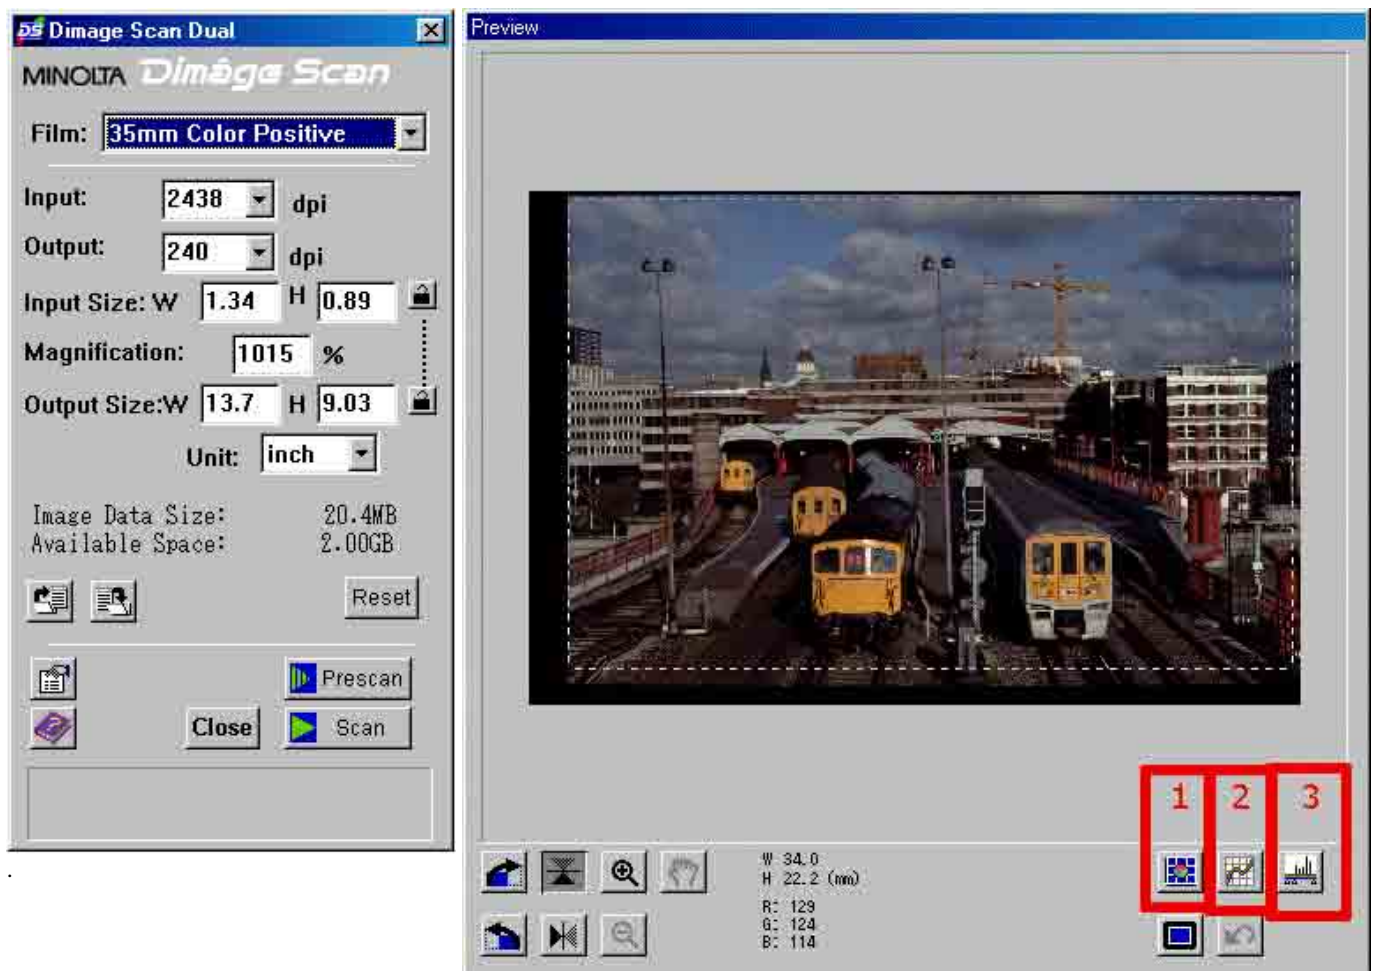 Dimage Scan Dual
MINOLTA Dimâge Scan
Film: 35mm Color Positive
Input: 2438 dpi
Output: 240 dpi
Input Size: W 1.34 H 0.89
Magnification: 1015 %
Output Size:W 13.7 H 9.03
Unit: inch
Image Data Size: 20.4MB
Available Space: 2.00GB
Reset
Prescan
Close Scan
Preview
1 2 3
W 34.0
H 22.2 (mm)
R: 129
G: 124
B: 114